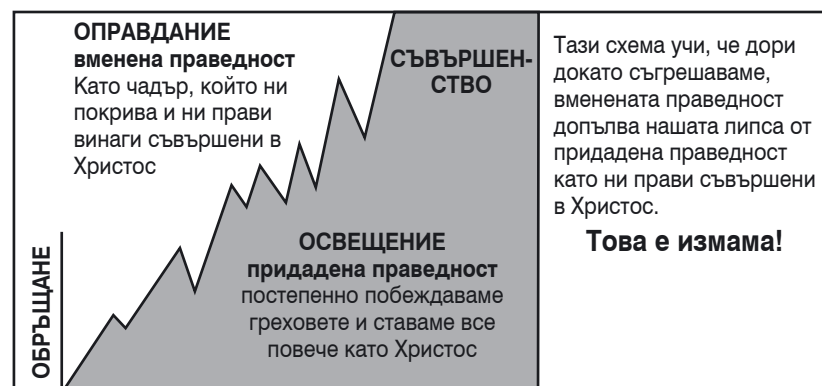 ОПРАВДАНИЕ
вменена праведност
Като чадър, който ни
покрива и ни прави
винаги съвършени в
Христос
СЪВЪРШЕН-
СТВО
ОБРЪЩАНЕ
ОСВЕЩЕНИЕ
придадена праведност
постепенно побеждаваме
греховете и ставаме все
повече като Христос
Тази схема учи, че дори
докато съгрешаваме,
вменената праведност
допълва нашата липса от
придадена праведност
като ни прави съвършени
в Христос.
Това е измама!